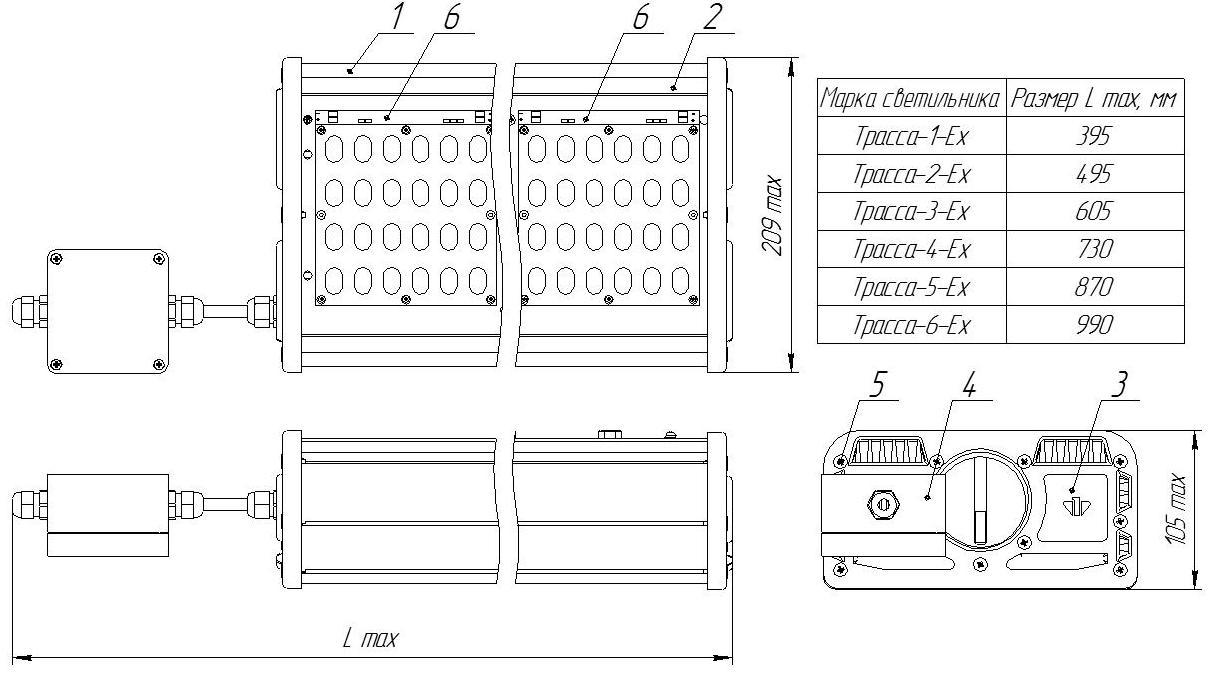 1 6 6 2
Марка светильника Размер L max, мм
Трасса-1-Ex 395
Трасса-2-Ex 495
Трасса-3-Ex 605
Трасса-4-Ex 730
Трасса-5-Ex 870
Трасса-6-Ex 990
209 max
5 4 3
105 max
L max